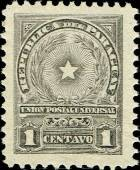 REPUBLICA DEL PARAGUAY
UNION POSTAL UNIVERSAL
1 CENTAVO 1